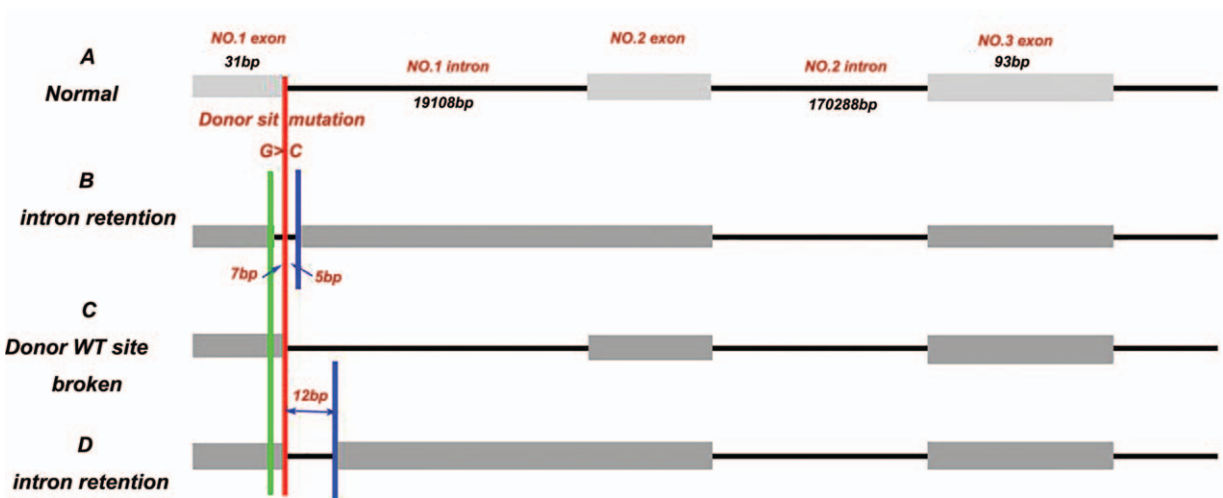 NO.1 exon
NO.2 exon
NO.3 exon
A
31bp
NO.1 intron
NO.2 intron
93bp
Normal
19108bp
170288bp
Donor sit mutation
G> C
B
intron retention
7bp
5bp
C
Donor WT site
broken
12bp
D
intron retention